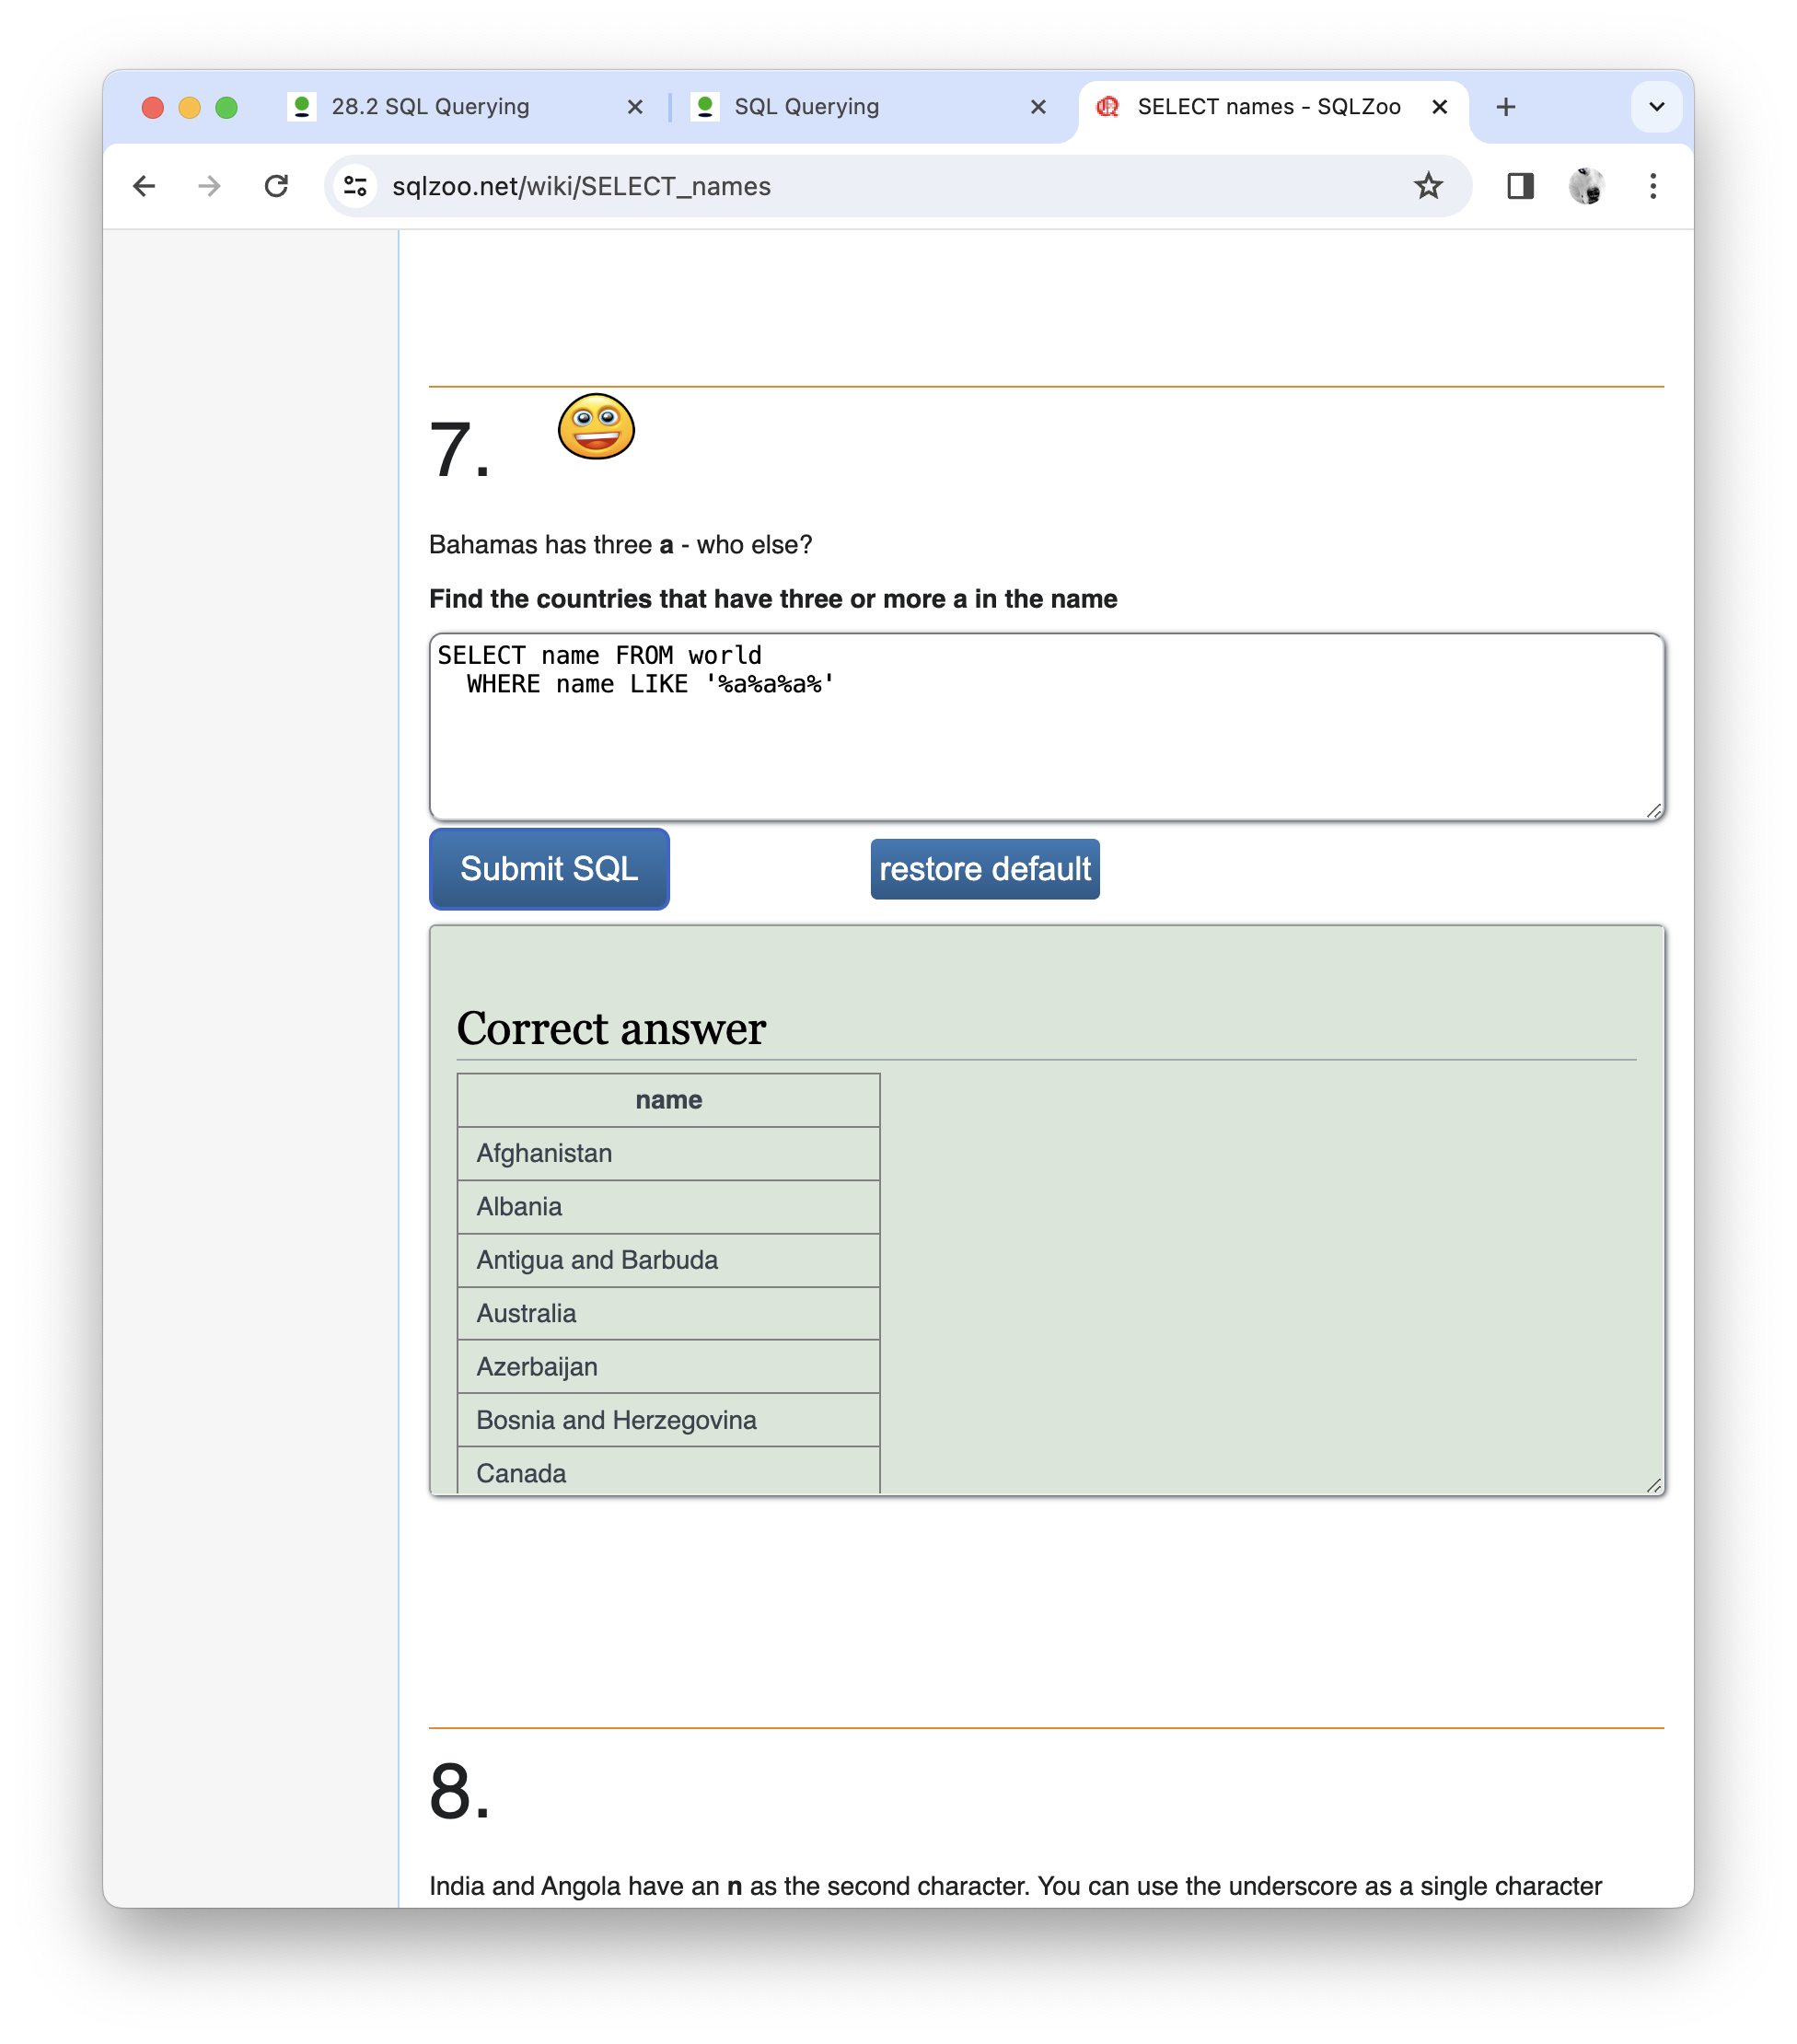 28.2 SQL Querying
SQL Querying
SELECT names - SQLZoo
sqlzoo.net/wiki/SELECT_names
7.
Bahamas has three a - who else?
Find the countries that have three or more a in the name
SELECT name FROM world
WHERE name LIKE '%a%a%a%'
Submit SQL
restore default
Correct answer
name
Afghanistan
Albania
Antigua and Barbuda
Australia
Azerbaijan
Bosnia and Herzegovina
Canada
8.
India and Angola have an n as the second character. You can use the underscore as a single character